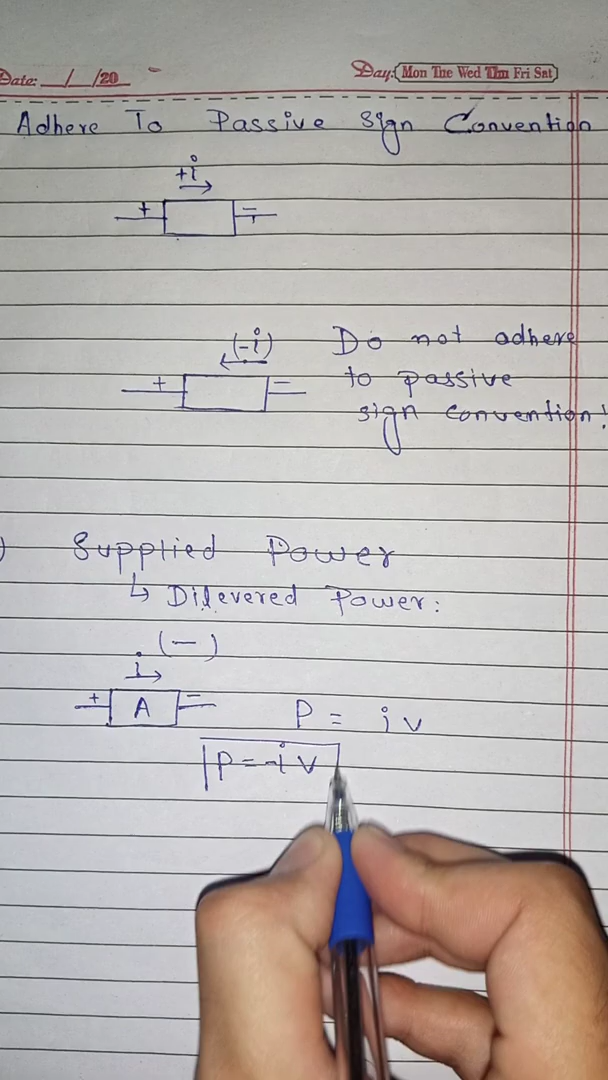 Date: / /20
Day: Mon Tue Wed Thu Fri Sat
Adhere To Passive Sign Convention
+i
+ -
(-i)
+ -
Do not adhere
to passive
sign convention!
Supplied Power
↳ Dilevered Power:
(-)
i
+ A -
P = iv
P = -iv